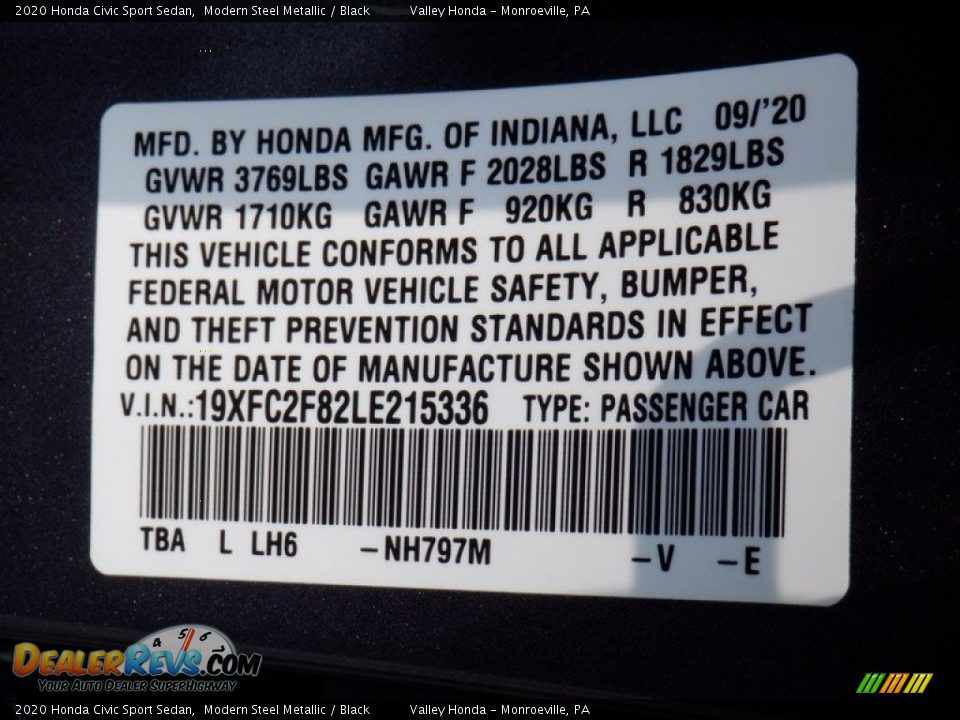 2020 Honda Civic Sport Sedan, Modern Steel Metallic / Black Valley Honda - Monroeville, PA
MFD. BY HONDA MFG. OF INDIANA, LLC 09/'20
GVWR 3769LBS GAWR F 2028LBS R 1829LBS
GVWR 1710KG GAWR F 920KG R 830KG
THIS VEHICLE CONFORMS TO ALL APPLICABLE
FEDERAL MOTOR VEHICLE SAFETY, BUMPER,
AND THEFT PREVENTION STANDARDS IN EFFECT
ON THE DATE OF MANUFACTURE SHOWN ABOVE.
V.I.N.:19XFC2F82LE215336 TYPE: PASSENGER CAR
TBA L LH6 -NH797M -V -E
4 5 6
DEALERREVS.COM
YOUR AUTO DEALER SUPERHIGHWAY
2020 Honda Civic Sport Sedan, Modern Steel Metallic / Black Valley Honda - Monroeville, PA